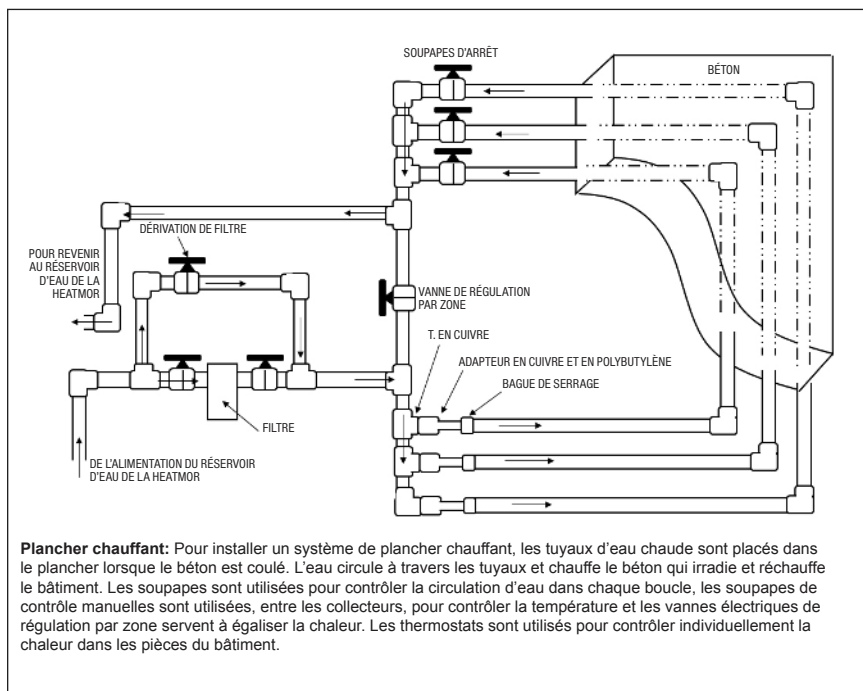 SOUPAPES D'ARRÊT
BÉTON
DÉRIVATION DE FILTRE
POUR REVENIR
AU RÉSERVOIR
D'EAU DE LA
HEATMOR
VANNE DE RÉGULATION
PAR ZONE
T. EN CUIVRE
ADAPTEUR EN CUIVRE ET EN POLYBUTYLÈNE
BAGUE DE SERRAGE
FILTRE
DE L'ALIMENTATION DU RÉSERVOIR
D'EAU DE LA HEATMOR
Plancher chauffant: Pour installer un système de plancher chauffant, les tuyaux d'eau chaude sont placés dans
le plancher lorsque le béton est coulé. L'eau circule à travers les tuyaux et chauffe le béton qui irradie et réchauffe
le bâtiment. Les soupapes sont utilisées pour contrôler la circulation d'eau dans chaque boucle, les soupapes de
contrôle manuelles sont utilisées, entre les collecteurs, pour contrôler la température et les vannes électriques de
régulation par zone servent à égaliser la chaleur. Les thermostats sont utilisés pour contrôler individuellement la
chaleur dans les pièces du bâtiment.